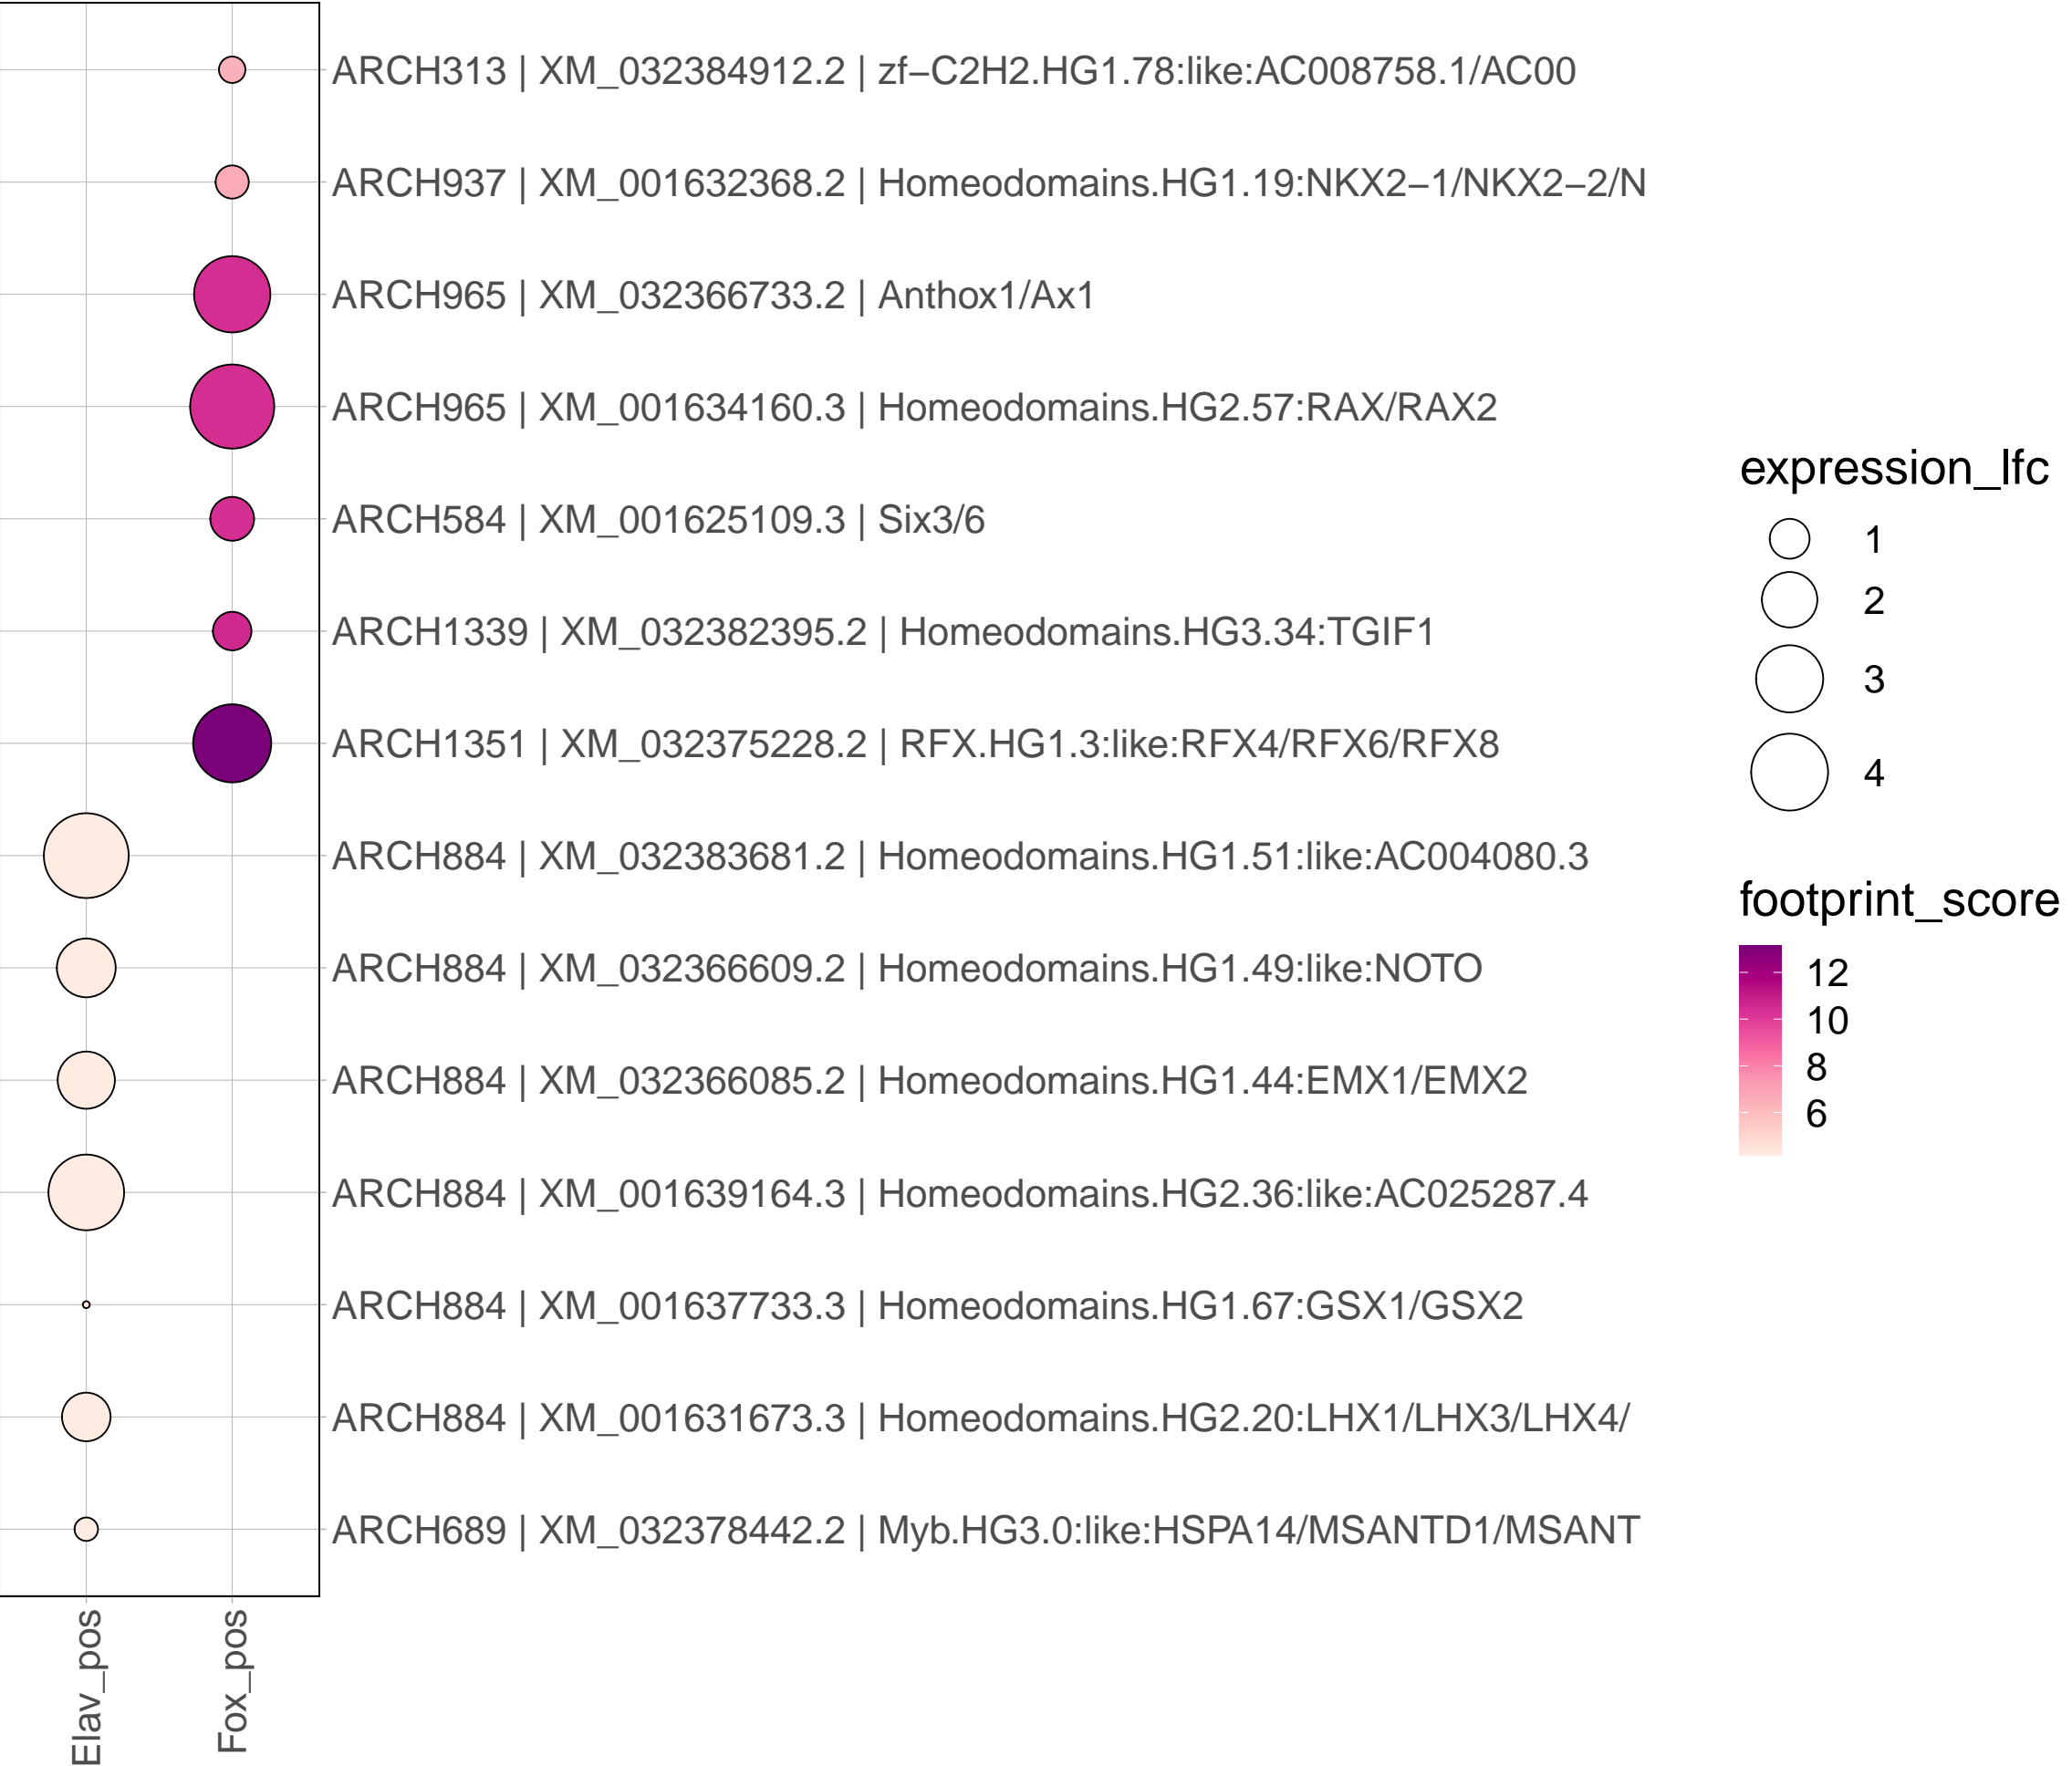 ARCH313 | XM_032384912.2 | zf−C2H2.HG1.78:like:AC008758.1/AC00
ARCH937 | XM_001632368.2 | Homeodomains.HG1.19:NKX2−1/NKX2−2/N
ARCH965 | XM_032366733.2 | Anthox1/Ax1
ARCH965 | XM_001634160.3 | Homeodomains.HG2.57:RAX/RAX2
ARCH584 | XM_001625109.3 | Six3/6
ARCH1339 | XM_032382395.2 | Homeodomains.HG3.34:TGIF1
ARCH1351 | XM_032375228.2 | RFX.HG1.3:like:RFX4/RFX6/RFX8
ARCH884 | XM_032383681.2 | Homeodomains.HG1.51:like:AC004080.3
ARCH884 | XM_032366609.2 | Homeodomains.HG1.49:like:NOTO
ARCH884 | XM_032366085.2 | Homeodomains.HG1.44:EMX1/EMX2
ARCH884 | XM_001639164.3 | Homeodomains.HG2.36:like:AC025287.4
ARCH884 | XM_001637733.3 | Homeodomains.HG1.67:GSX1/GSX2
ARCH884 | XM_001631673.3 | Homeodomains.HG2.20:LHX1/LHX3/LHX4/
ARCH689 | XM_032378442.2 | Myb.HG3.0:like:HSPA14/MSANTD1/MSANT
Elav_pos
Fox_pos
expression_lfc
1
2
3
4
footprint_score
12
10
8
6